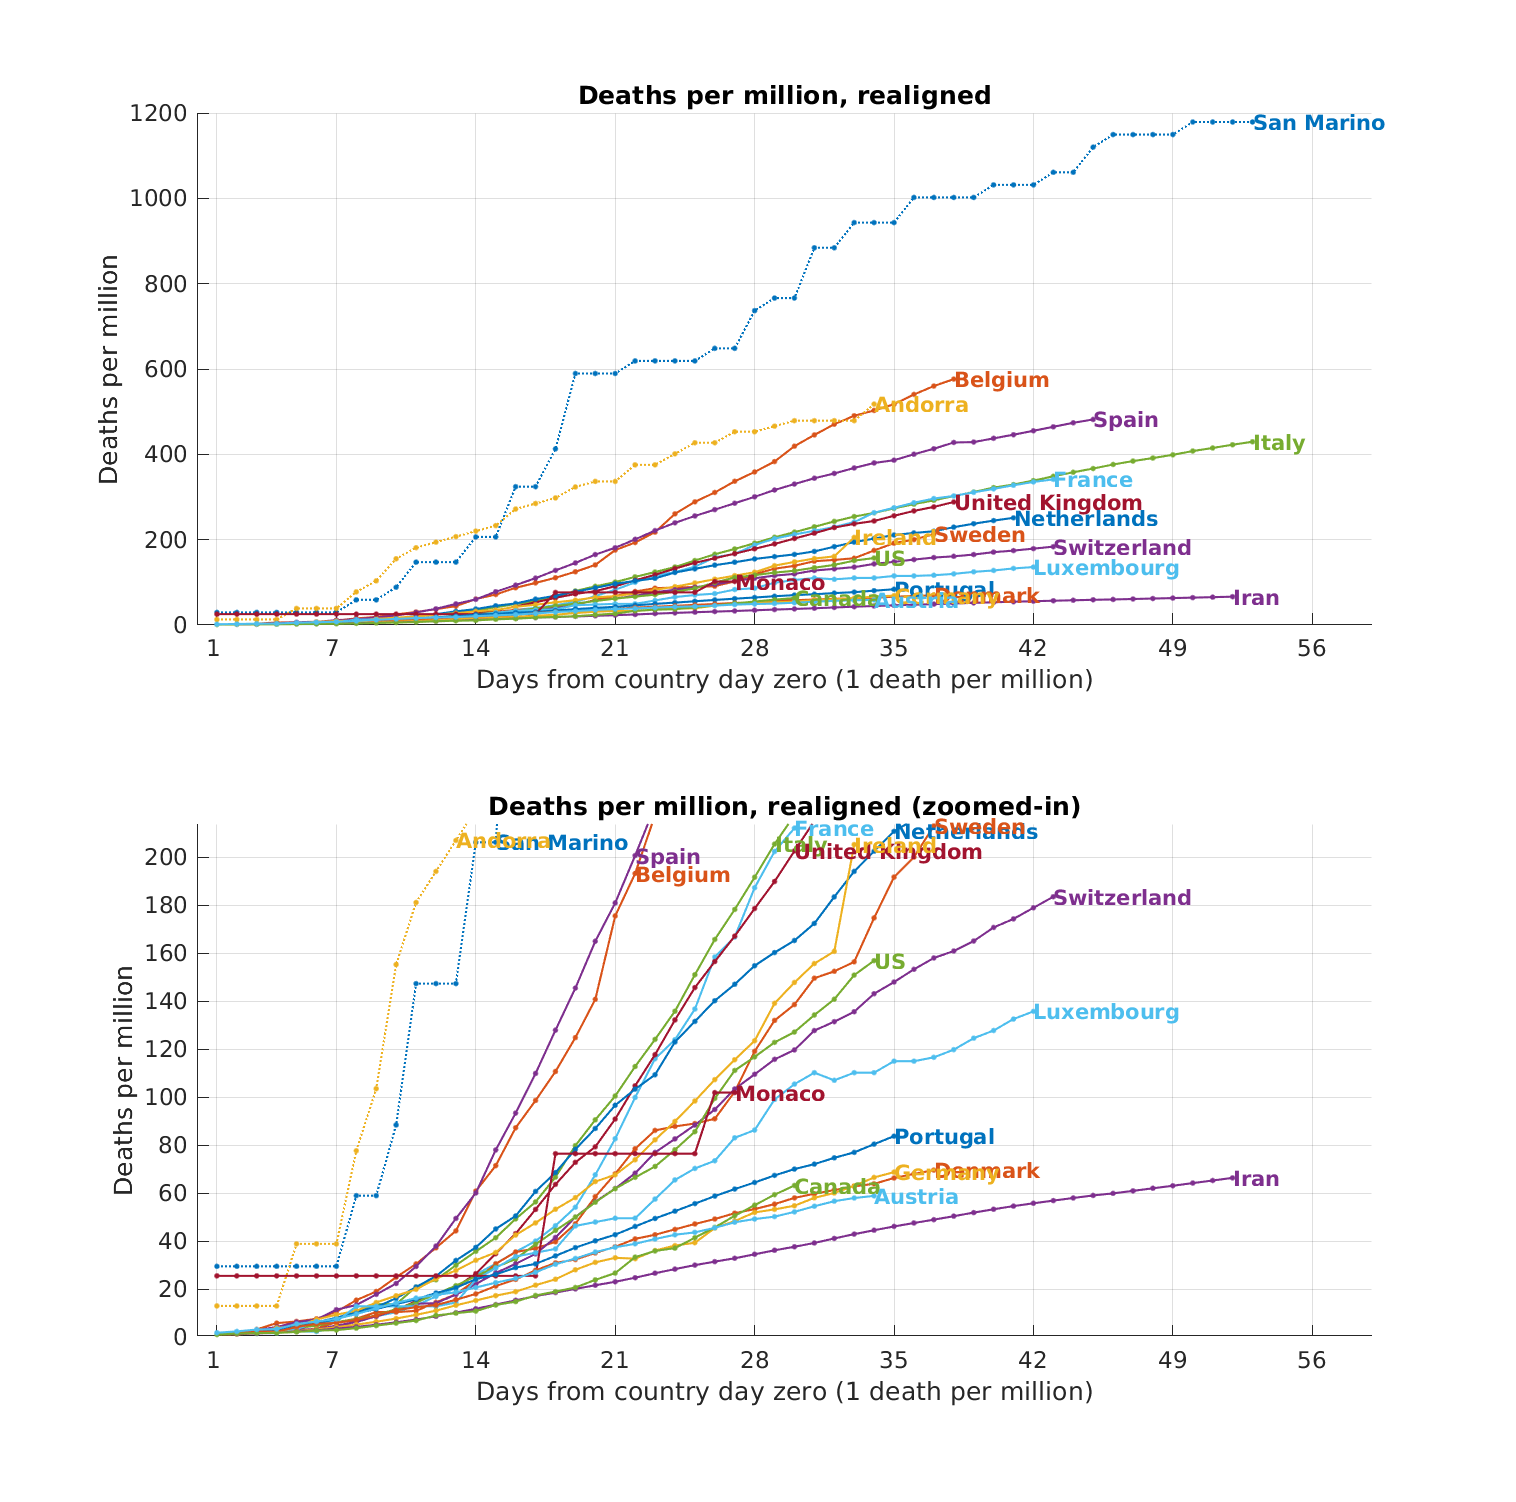 Deaths per million, realigned
1200
1000
800
600
400
200
0
Deaths per million
San Marino
Belgium
Andorra
Spain
Italy
France
United Kingdom
Netherlands
Ireland
Sweden
US
Switzerland
Luxembourg
Monaco
Portugal
Denmark
Germany
Canada
Austria
Iran
1 7 14 21 28 35 42 49 56
Days from country day zero (1 death per million)
Deaths per million, realigned (zoomed-in)
200
180
160
140
120
100
80
60
40
20
0
Deaths per million
Andorra
San Marino
Spain
Belgium
France
Italy
United Kingdom
Netherlands
Sweden
Ireland
Switzerland
US
Luxembourg
Monaco
Portugal
Germany
Denmark
Canada
Austria
Iran
1 7 14 21 28 35 42 49 56
Days from country day zero (1 death per million)